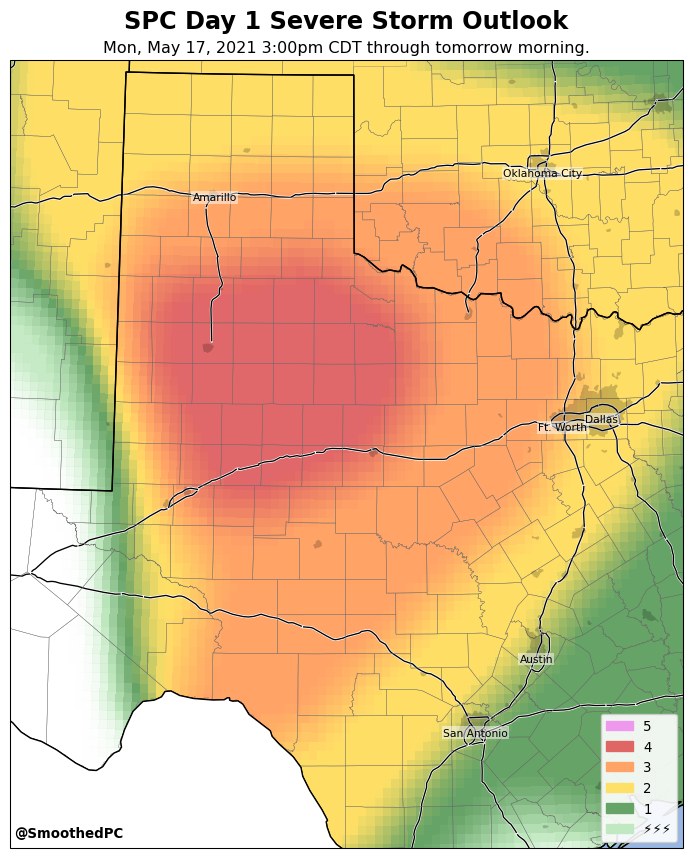 SPC Day 1 Severe Storm Outlook
Mon, May 17, 2021 3:00pm CDT through tomorrow morning.
Oklahoma City
Amarillo
Dallas
Ft. Worth
Austin
San Antonio
5
4
3
2
1
⚡⚡⚡
@SmoothedPC